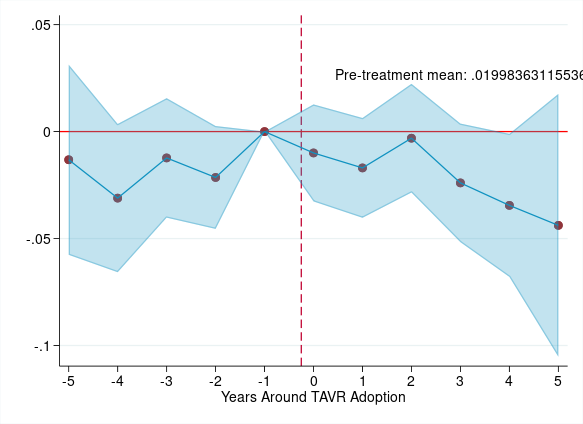 .05
Pre-treatment mean: .01998363115536
0
-.05
-.1
-5 -4 -3 -2 -1 0 1 2 3 4 5
Years Around TAVR Adoption